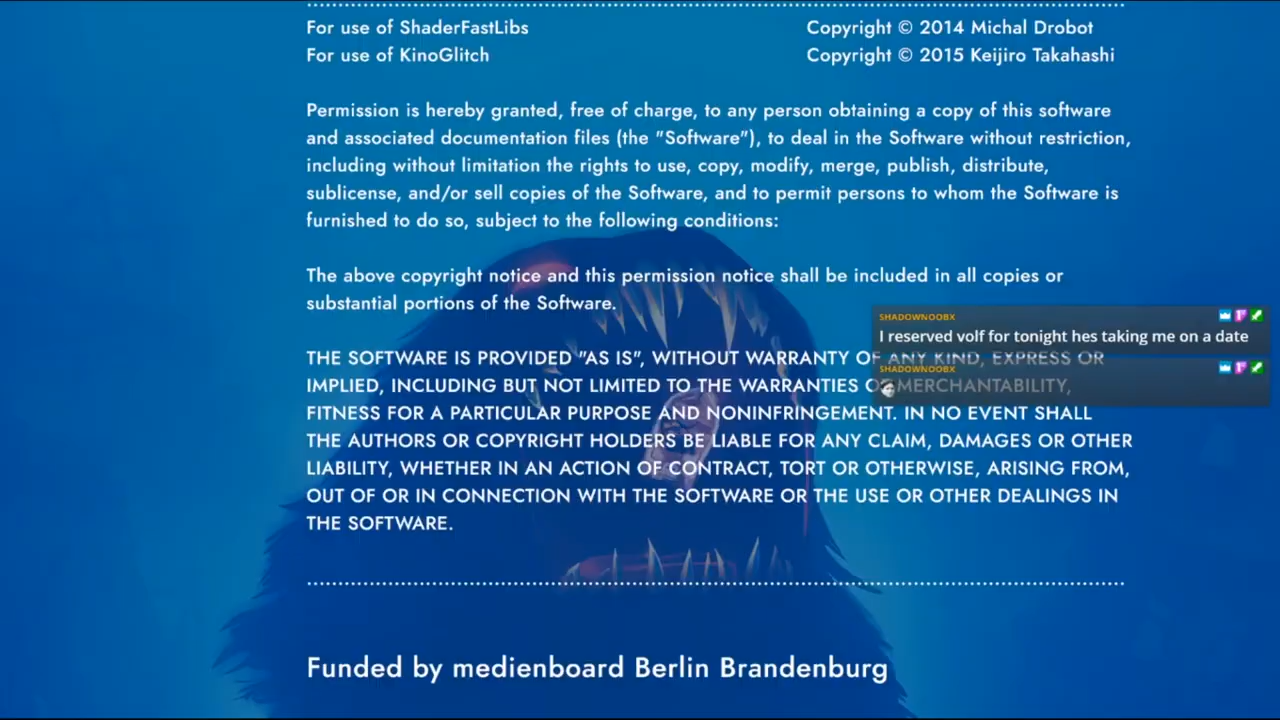 For use of ShaderFastLibs Copyright © 2014 Michal Drobot
For use of KinoGlitch Copyright © 2015 Keijiro Takahashi
Permission is hereby granted, free of charge, to any person obtaining a copy of this software
and associated documentation files (the "Software"), to deal in the Software without restriction,
including without limitation the rights to use, copy, modify, merge, publish, distribute,
sublicense, and/or sell copies of the Software, and to permit persons to whom the Software is
furnished to do so, subject to the following conditions:
The above copyright notice and this permission notice shall be included in all copies or
substantial portions of the Software.
SHADOWNOOBX
I reserved volf for tonight hes taking me on a date
THE SOFTWARE IS PROVIDED "AS IS", WITHOUT WARRANTY OF ANY KIND, EXPRESS OR
SHADOWNOOBX
IMPLIED, INCLUDING BUT NOT LIMITED TO THE WARRANTIES OF MERCHANTABILITY,
FITNESS FOR A PARTICULAR PURPOSE AND NONINFRINGEMENT. IN NO EVENT SHALL
THE AUTHORS OR COPYRIGHT HOLDERS BE LIABLE FOR ANY CLAIM, DAMAGES OR OTHER
LIABILITY, WHETHER IN AN ACTION OF CONTRACT, TORT OR OTHERWISE, ARISING FROM,
OUT OF OR IN CONNECTION WITH THE SOFTWARE OR THE USE OR OTHER DEALINGS IN
THE SOFTWARE.
Funded by medienboard Berlin Brandenburg